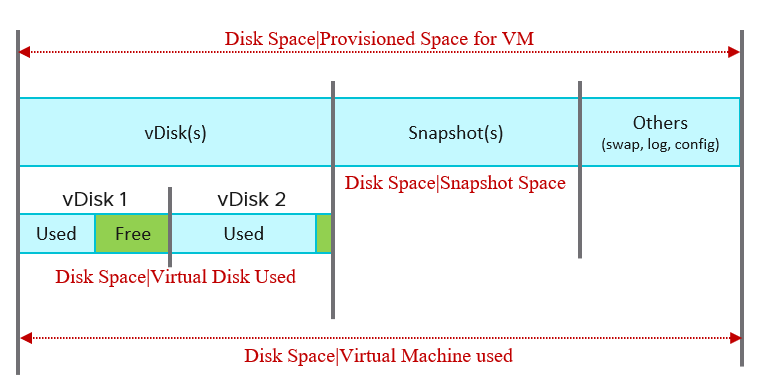 Disk Space|Provisioned Space for VM
vDisk(s)
Snapshot(s)
Others
(swap, log, config)
Disk Space|Snapshot Space
vDisk 1
vDisk 2
Used
Free
Used
Disk Space|Virtual Disk Used
Disk Space|Virtual Machine used